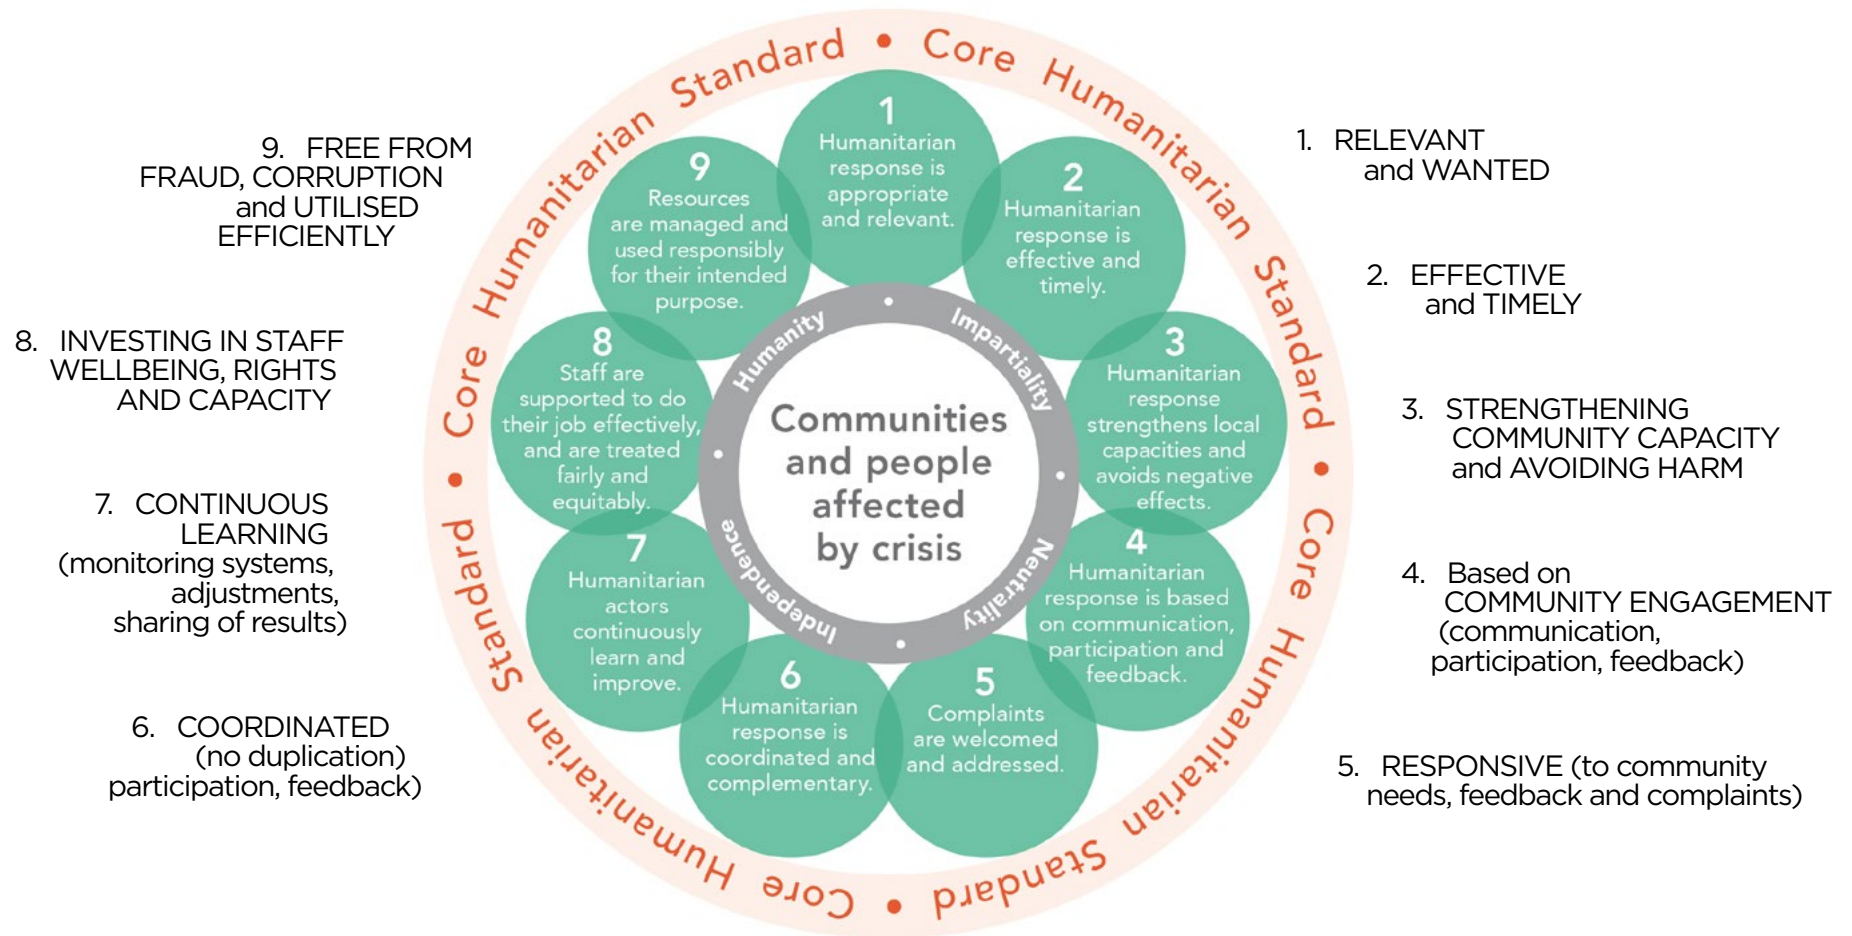 Core Humanitarian Standard • Core Humanitarian Standard • Core Humanitarian Standard • Core Humanitarian Standard •
1
Humanitarian
response is
appropriate
and relevant.
2
Humanitarian
response is
effective and
timely.
3
Humanitarian
response
strengthens local
capacities and
avoids negative
effects.
4
Humanitarian
response is based
on communication,
participation and
feedback.
5
Complaints
are welcomed
and addressed.
6
Humanitarian
response is
coordinated and
complementary.
7
Humanitarian
actors
continuously
learn and
improve.
8
Staff are
supported to do
their job effectively,
and are treated
fairly and
equitably.
9
Resources
are managed and
used responsibly
for their intended
purpose.
Humanity • Impartiality • Neutrality • Independence •
Communities
and people
affected
by crisis
1. RELEVANT
and WANTED
2. EFFECTIVE
and TIMELY
3. STRENGTHENING
COMMUNITY CAPACITY
and AVOIDING HARM
4. Based on
COMMUNITY ENGAGEMENT
(communication,
participation, feedback)
5. RESPONSIVE (to community
needs, feedback and complaints)
6. COORDINATED
(no duplication)
participation, feedback)
7. CONTINUOUS
LEARNING
(monitoring systems,
adjustments,
sharing of results)
8. INVESTING IN STAFF
WELLBEING, RIGHTS
AND CAPACITY
9. FREE FROM
FRAUD, CORRUPTION
and UTILISED
EFFICIENTLY